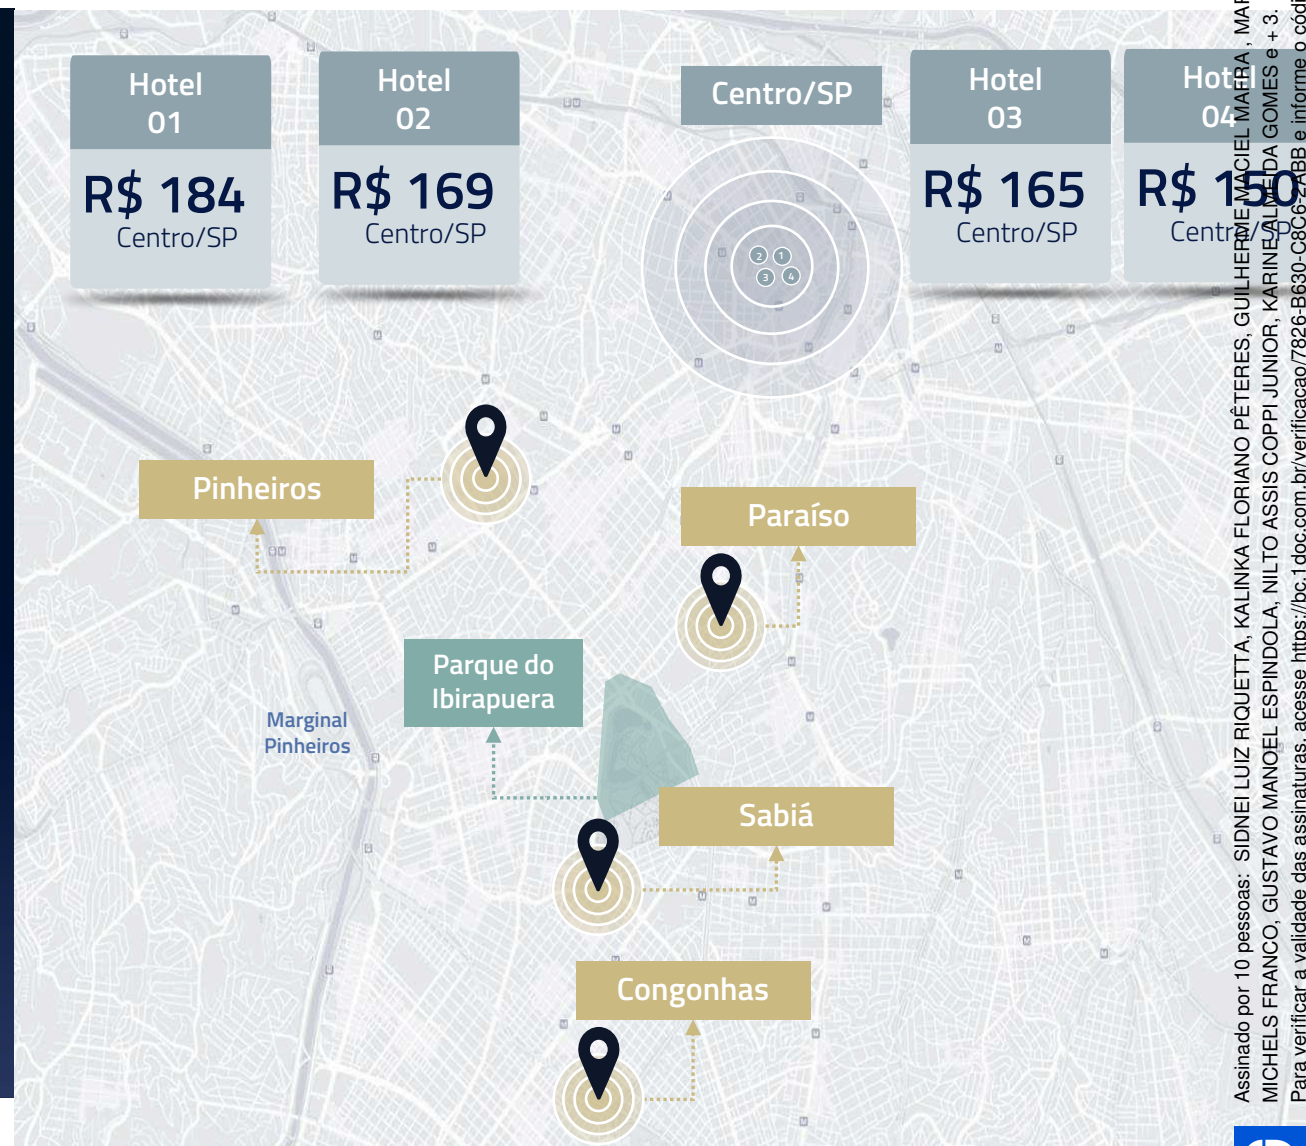 Hotel
01
R$ 184
Centro/SP
Hotel
02
R$ 169
Centro/SP
Centro/SP
Hotel
03
R$ 165
Centro/SP
Hotel
04
R$ 150
Centro/SP
2 1
3 4
Pinheiros
Paraíso
Parque do
Ibirapuera
Marginal
Pinheiros
Sabiá
Congonhas
Assinado por 10 pessoas: SIDNEI LUIZ RIQUETTA, KALINKA FLORIANO PÊTERES, GUILHERME MACIEL MAFRA , MAR
MICHELS FRANCO, GUSTAVO MANOEL ESPINDOLA, NILTO ASSIS COPPI JUNIOR, KARINE ALMEIDA GOMES e + 3.
Para verificar a validade das assinaturas, acesse https://bc.1doc.com.br/verificacao/7826-B630-C8C6-2ABB e informe o códi